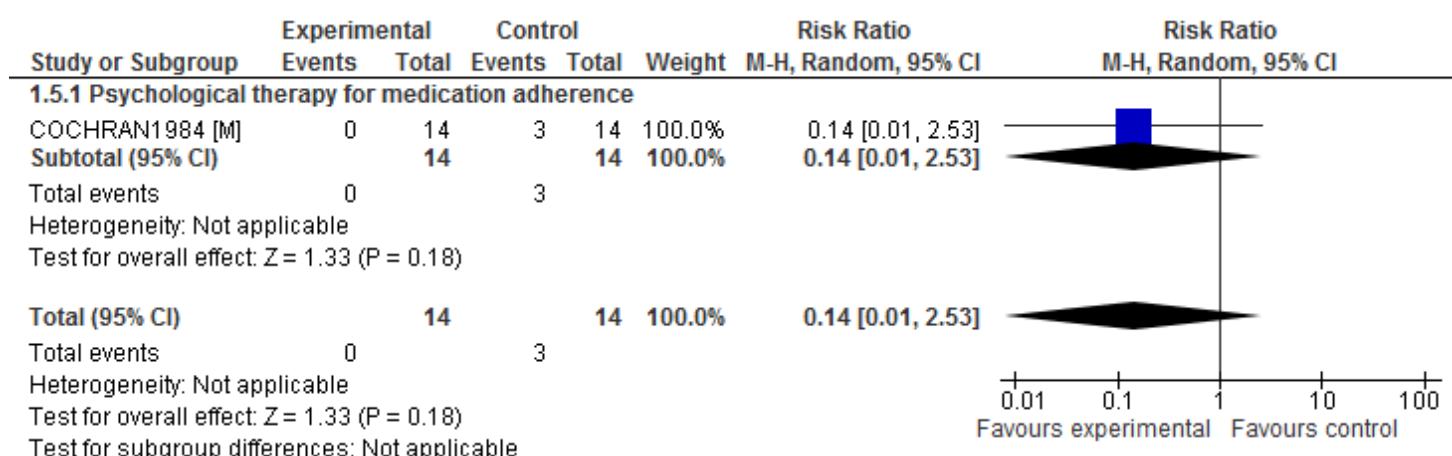 Experimental Control Risk Ratio Risk Ratio
Study or Subgroup Events Total Events Total Weight M-H, Random, 95% CI M-H, Random, 95% CI
1.5.1 Psychological therapy for medication adherence
COCHRAN1984 [M] 0 14 3 14 100.0% 0.14 [0.01, 2.53]
Subtotal (95% CI) 14 14 100.0% 0.14 [0.01, 2.53]
Total events 0 3
Heterogeneity: Not applicable
Test for overall effect: Z = 1.33 (P = 0.18)
Total (95% CI) 14 14 100.0% 0.14 [0.01, 2.53]
Total events 0 3
Heterogeneity: Not applicable
Test for overall effect: Z = 1.33 (P = 0.18)
Test for subgroup differences: Not applicable
0.01 0.1 1 10 100
Favours experimental Favours control